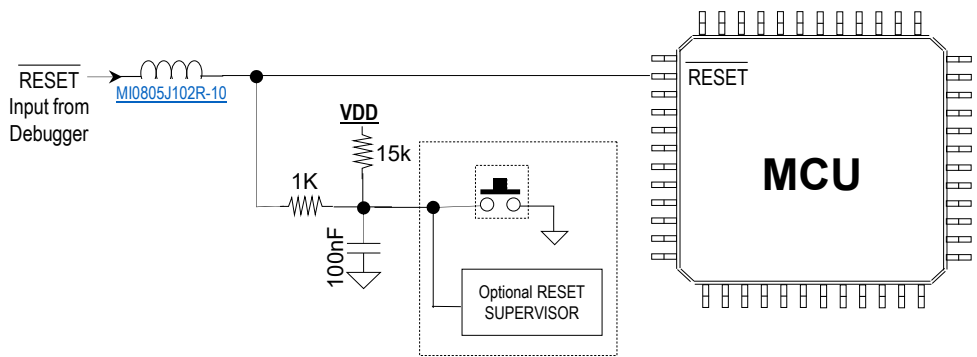 RESET
Input from
Debugger
MI0805J102R-10
VDD
15k
1K
100nF
Optional RESET
SUPERVISOR
RESET
MCU